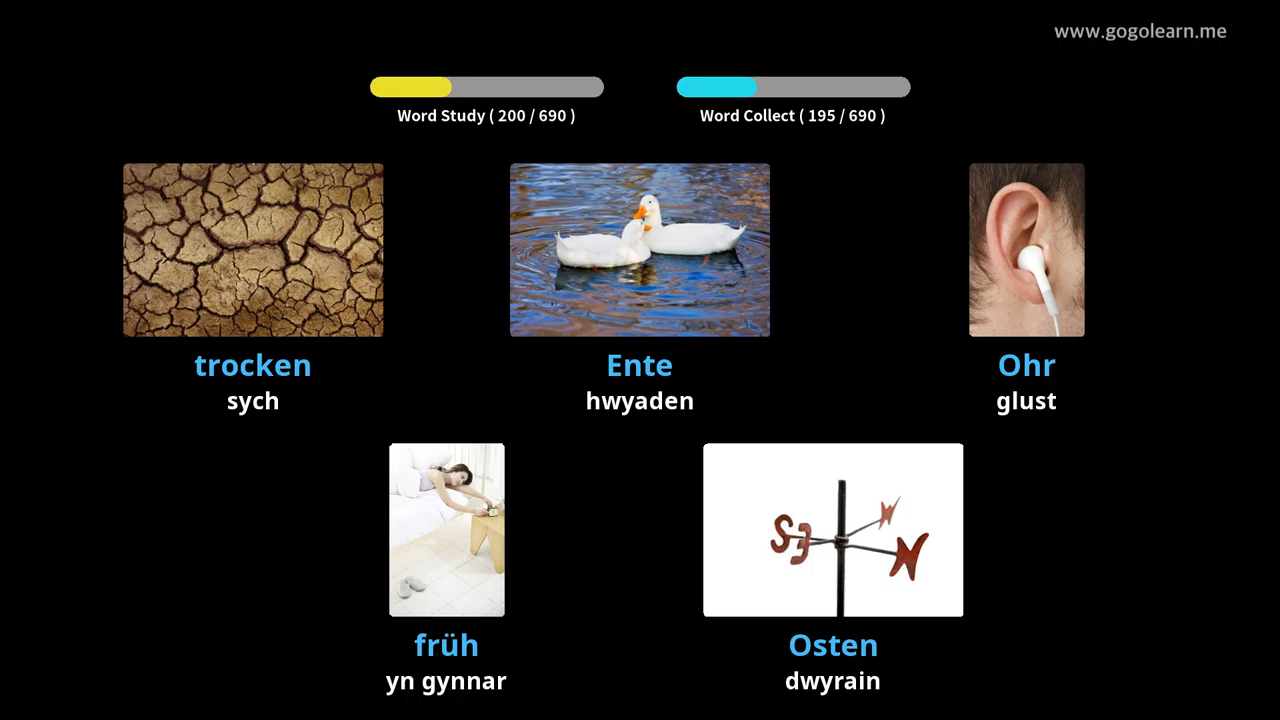 www.gogolearn.me
Word Study ( 200 / 690 )
Word Collect ( 195 / 690 )
trocken
sych
Ente
hwyaden
Ohr
glust
früh
yn gynnar
S E N W
Osten
dwyrain